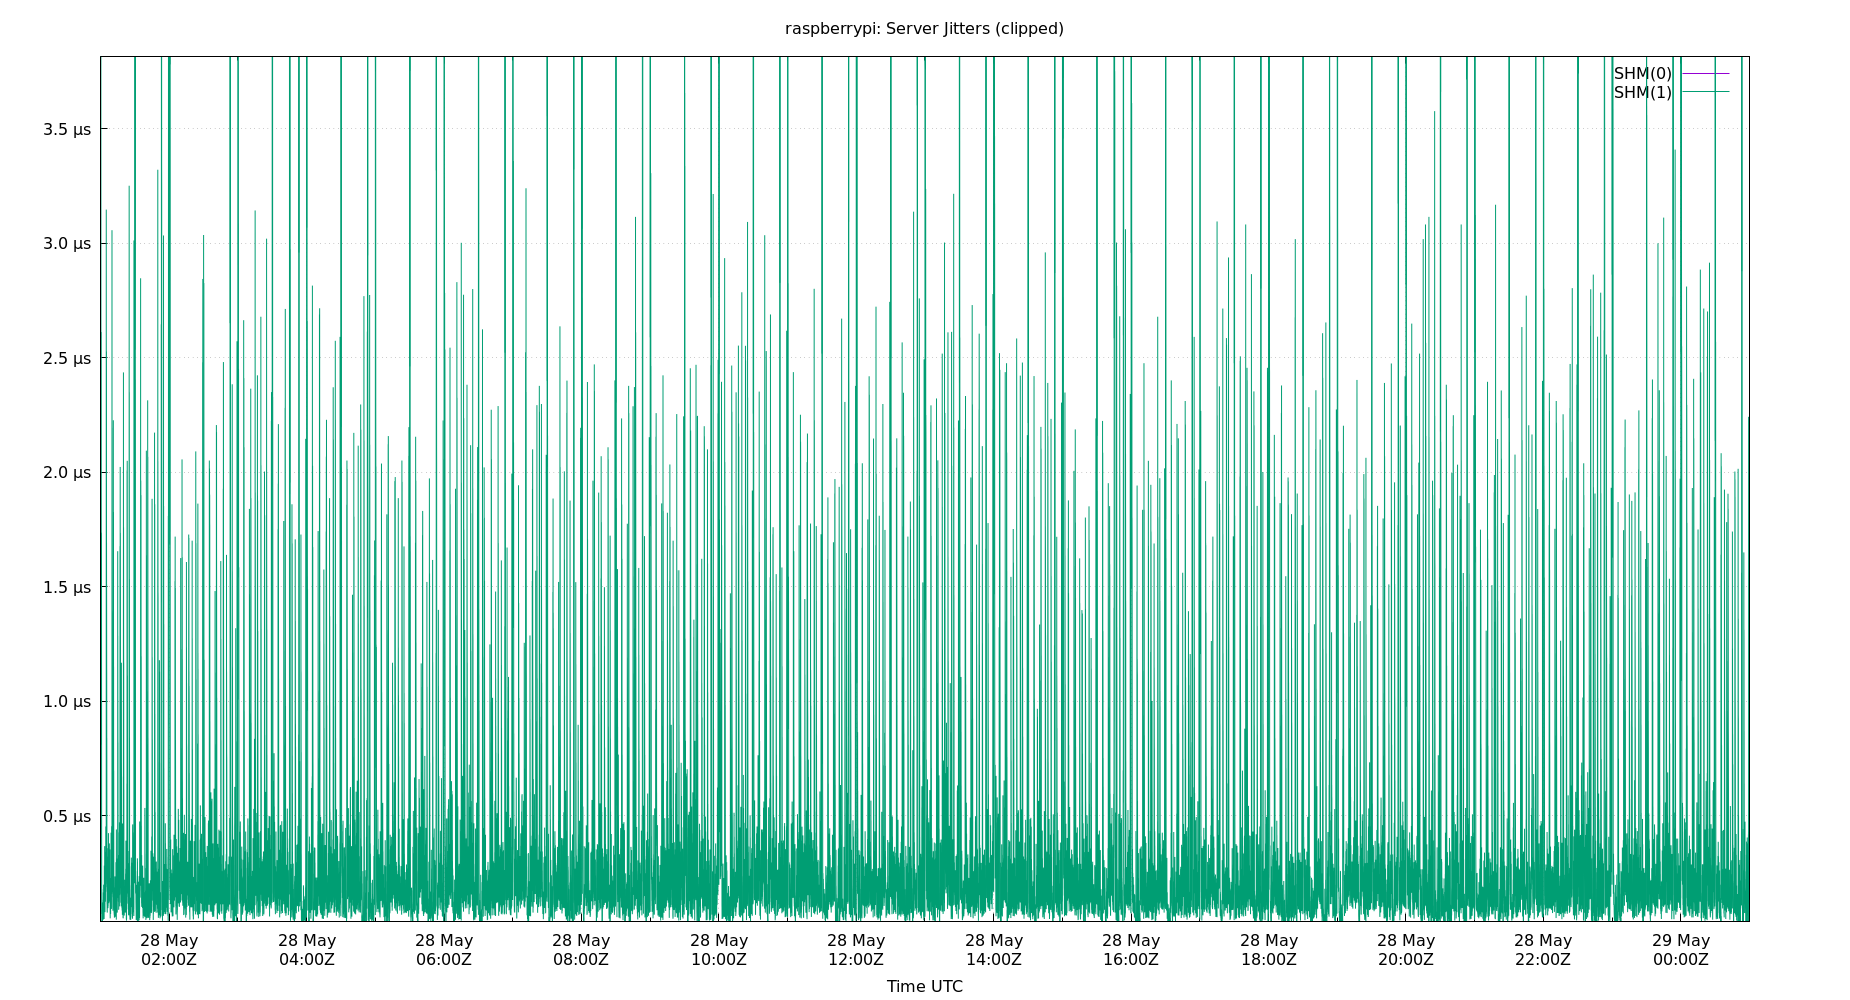 raspberrypi: Server Jitters (clipped)
SHM(0)
SHM(1)
3.5 µs
3.0 µs
2.5 µs
2.0 µs
1.5 µs
1.0 µs
0.5 µs
28 May 28 May 28 May 28 May 28 May 28 May 28 May 28 May 28 May 28 May 28 May 29 May
02:00Z 04:00Z 06:00Z 08:00Z 10:00Z 12:00Z 14:00Z 16:00Z 18:00Z 20:00Z 22:00Z 00:00Z
Time UTC